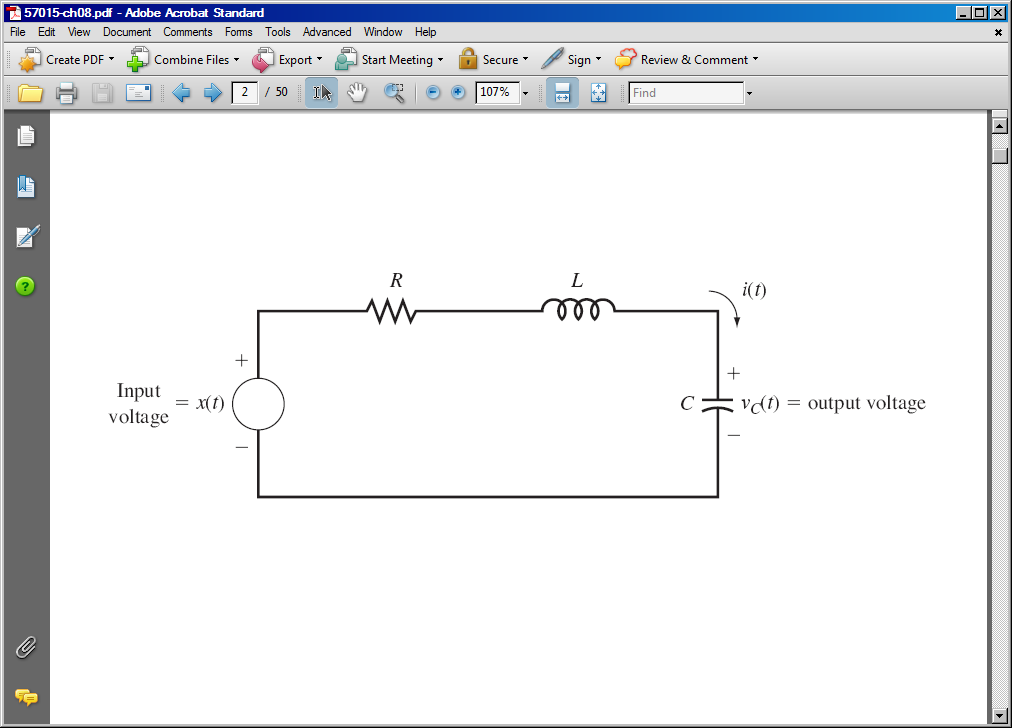 57015-ch08.pdf - Adobe Acrobat Standard
File Edit View Document Comments Forms Tools Advanced Window Help
Create PDF Combine Files Export Start Meeting Secure Sign Review & Comment
2 / 50 107% Find
R L i(t)
+ +
Input voltage = x(t) C v_C(t) = output voltage
− −